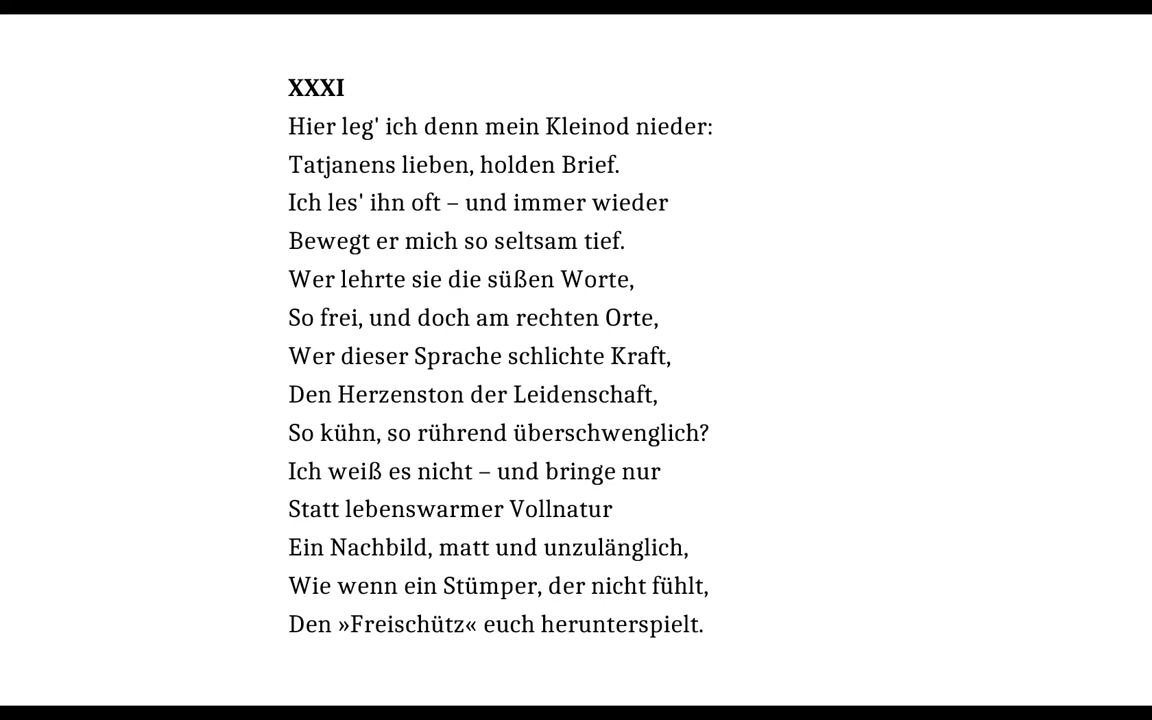 XXXI
Hier leg' ich denn mein Kleinod nieder:
Tatjanens lieben, holden Brief.
Ich les' ihn oft – und immer wieder
Bewegt er mich so seltsam tief.
Wer lehrte sie die süßen Worte,
So frei, und doch am rechten Orte,
Wer dieser Sprache schlichte Kraft,
Den Herzenston der Leidenschaft,
So kühn, so rührend überschwenglich?
Ich weiß es nicht – und bringe nur
Statt lebenswarmer Vollnatur
Ein Nachbild, matt und unzulänglich,
Wie wenn ein Stümper, der nicht fühlt,
Den »Freischütz« euch herunterspielt.